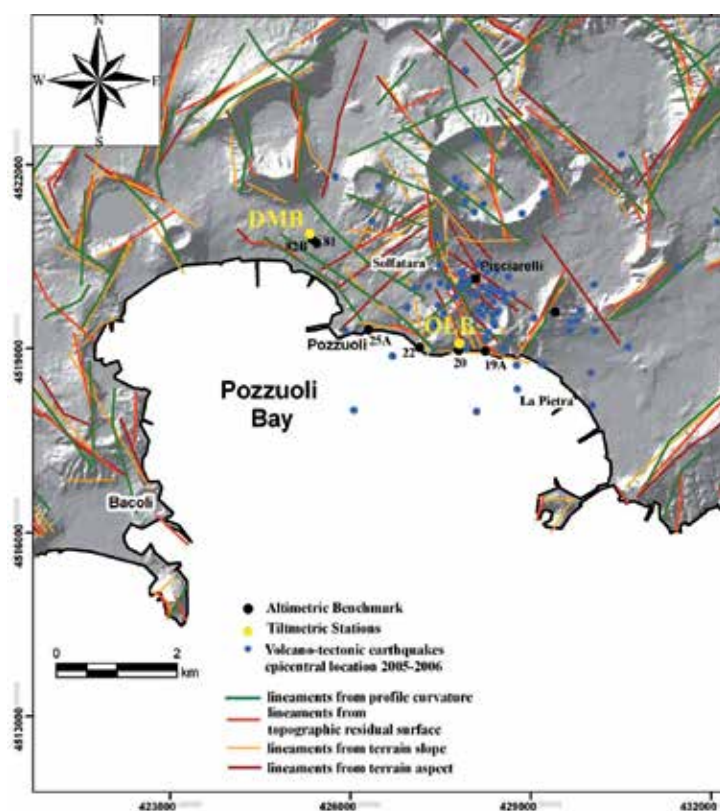 N
W E
S
4522000
DMB
82B 81
Solfatara
Pisciarelli
OLB
Pozzuoli 25A
22
20 19A
4519000
La Pietra
Pozzuoli
Bay
Bacoli
4516000
Altimetric Benchmark
Tiltmetric Stations
Volcano-tectonic earthquakes
epicentral location 2005-2006
0 2
km
lineaments from profile curvature
lineaments from
topographic residual surface
lineaments from terrain slope
lineaments from terrain aspect
4513000
423000 426000 429000 432000